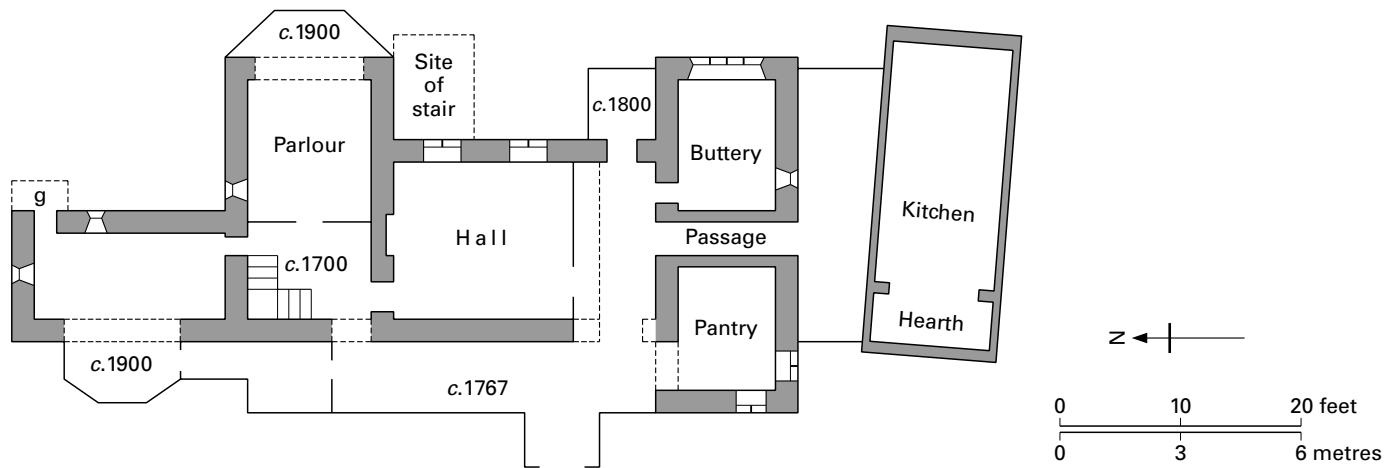 c.1900
Site
of
stair
c.1800
Parlour
Buttery
g
Kitchen
Hall
Passage
c.1700
Hearth
Pantry
N
c.1900
c.1767
0 10 20 feet
0 3 6 metres